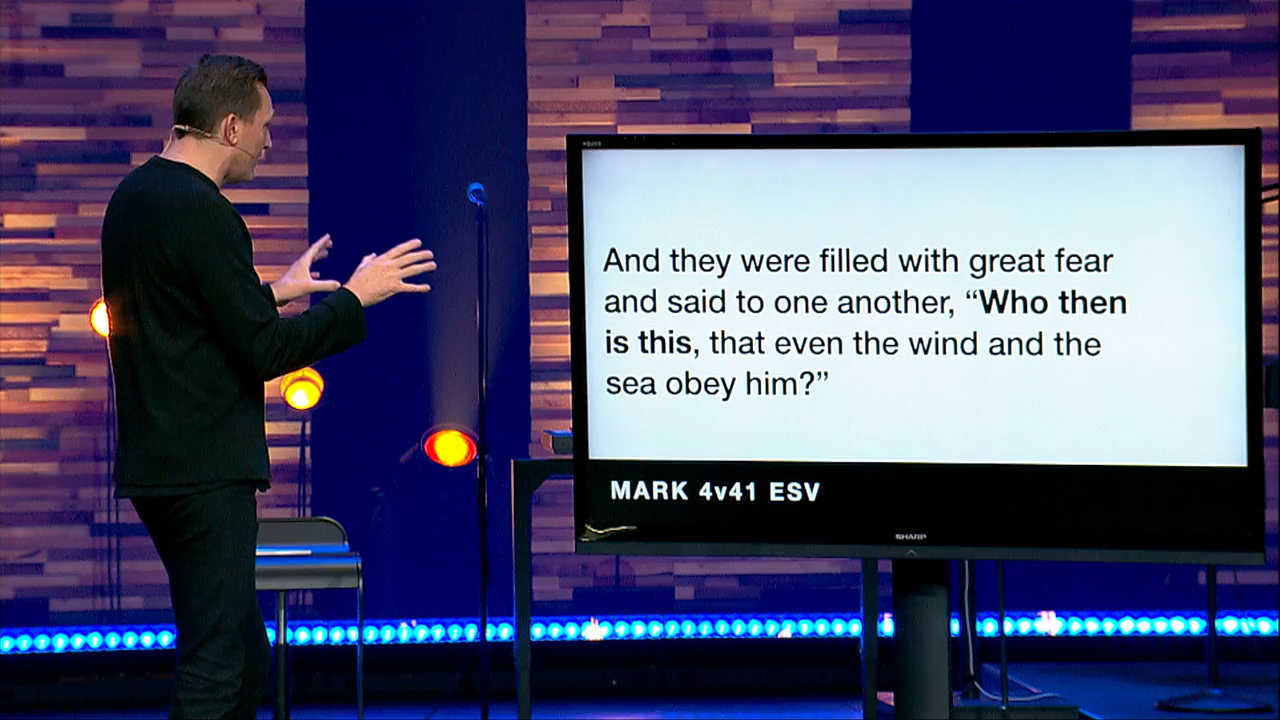 And they were filled with great fear
and said to one another, “Who then
is this, that even the wind and the
sea obey him?”
MARK 4v41 ESV
SHARP